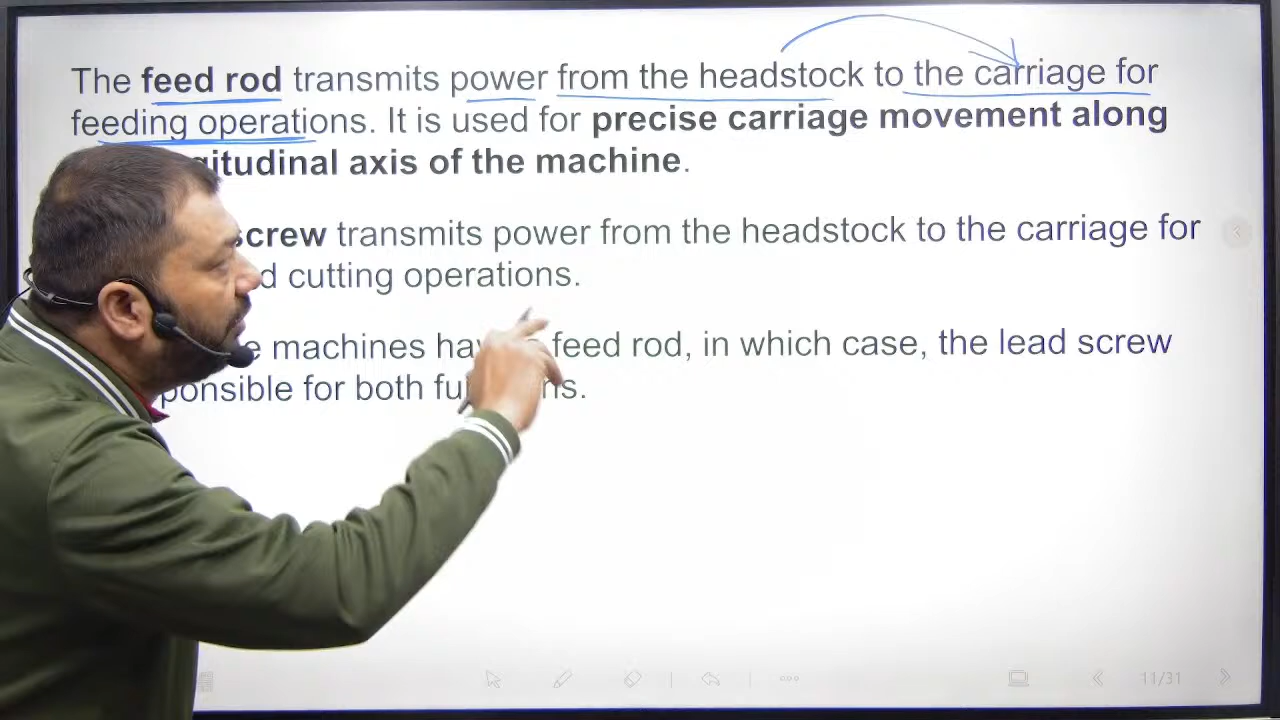 The feed rod transmits power from the headstock to the carriage for
feeding operations. It is used for precise carriage movement along
gitudinal axis of the machine.
screw transmits power from the headstock to the carriage for
d cutting operations.
e machines hav feed rod, in which case, the lead screw
ponsible for both fu ns.
11/31